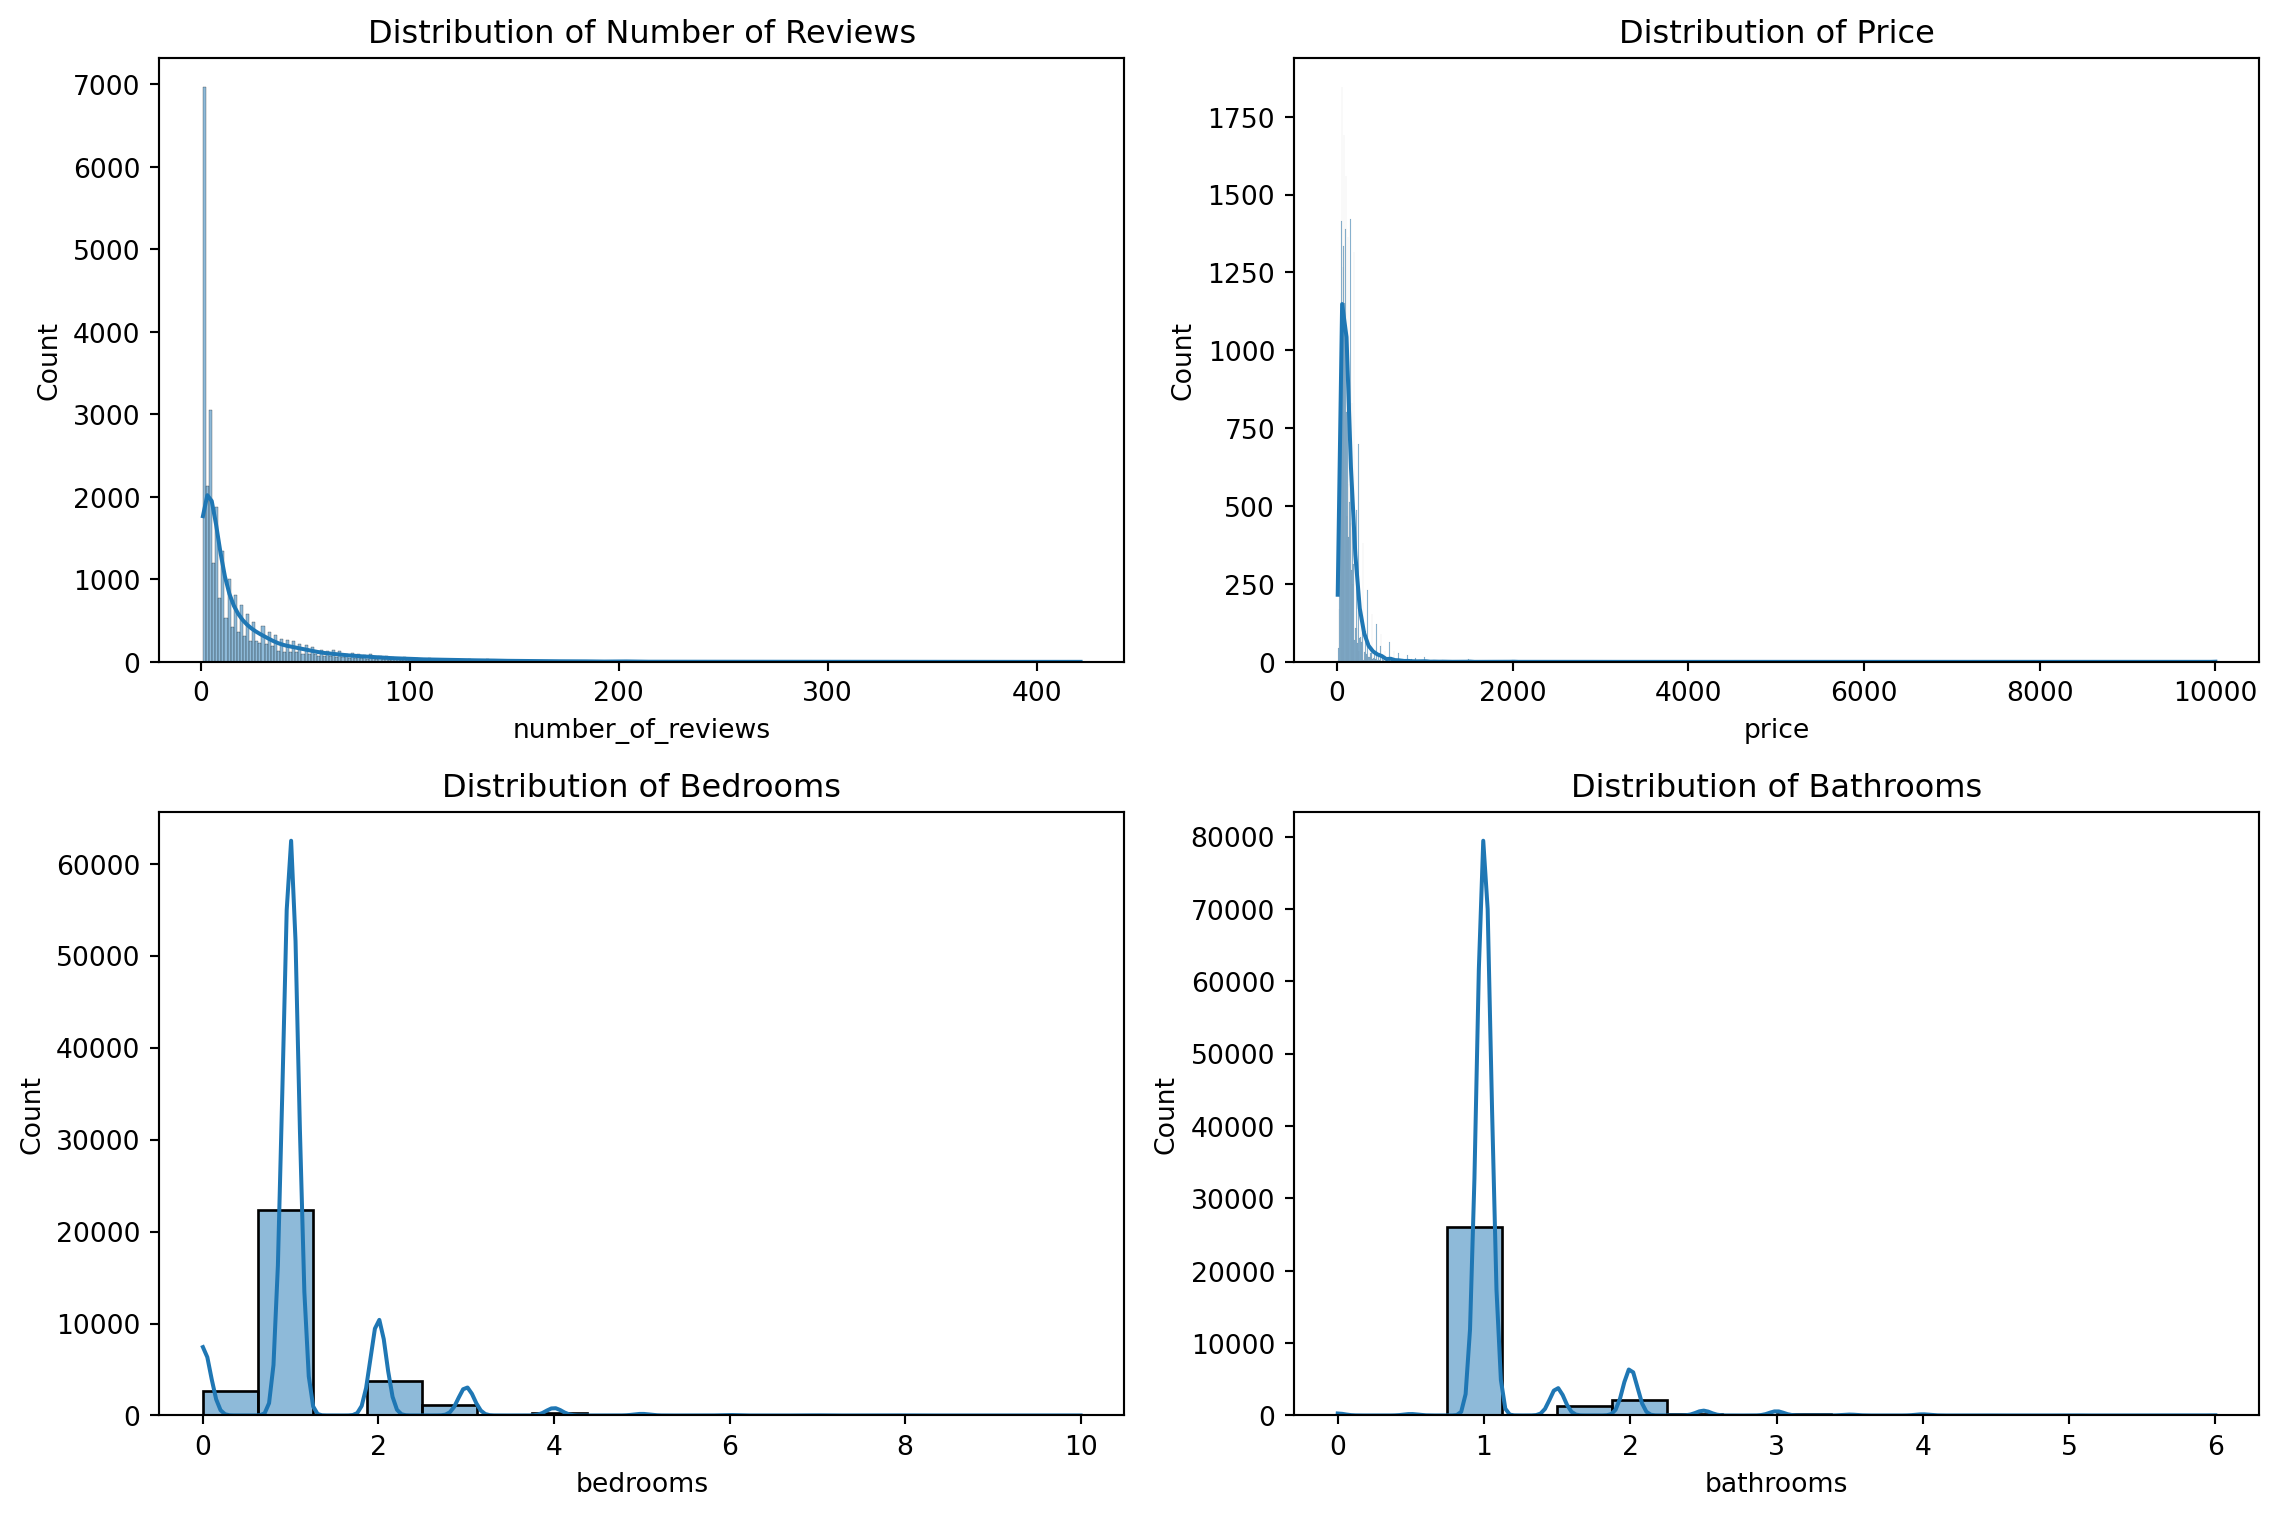 Distribution of Number of Reviews
7000
6000
5000
4000
3000
2000
1000
0
Count
0 100 200 300 400
number_of_reviews
Distribution of Price
1750
1500
1250
1000
750
500
250
0
Count
0 2000 4000 6000 8000 10000
price
Distribution of Bedrooms
60000
50000
40000
30000
20000
10000
0
Count
0 2 4 6 8 10
bedrooms
Distribution of Bathrooms
80000
70000
60000
50000
40000
30000
20000
10000
0
Count
0 1 2 3 4 5 6
bathrooms